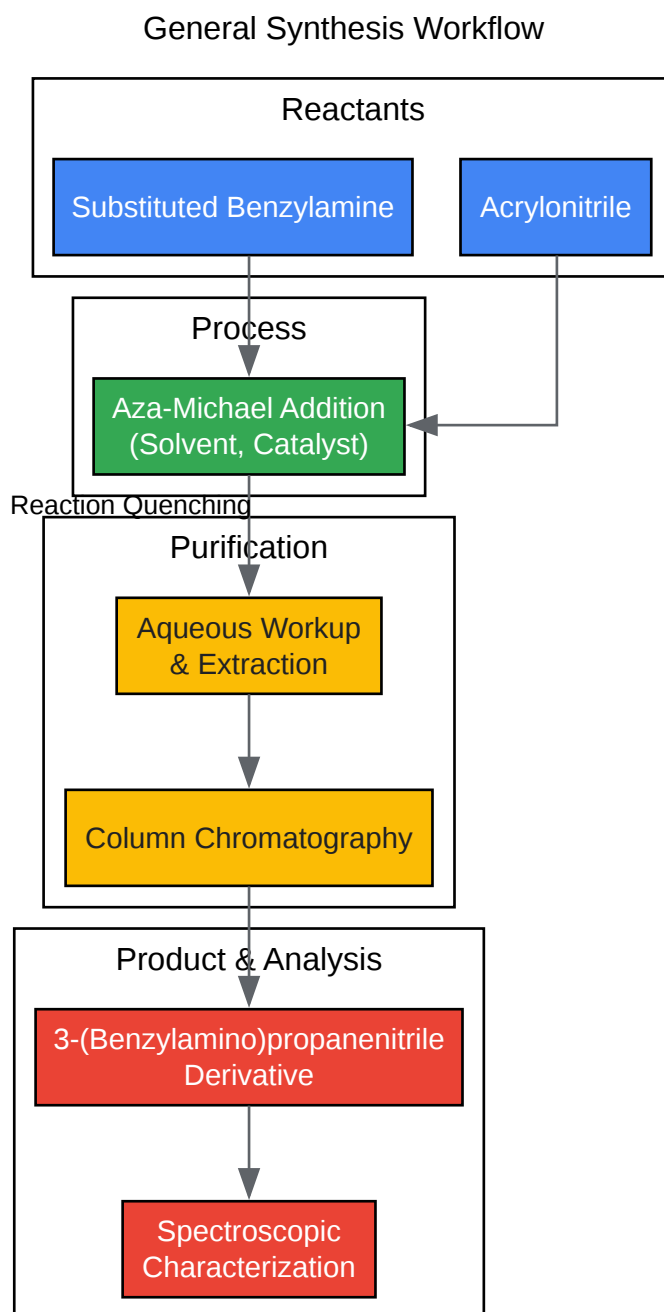 General Synthesis Workflow
Reactants
Substituted Benzylamine
Acrylonitrile
Process
Aza-Michael Addition
(Solvent, Catalyst)
Reaction Quenching
Purification
Aqueous Workup
& Extraction
Column Chromatography
Product & Analysis
3-(Benzylamino)propanenitrile
Derivative
Spectroscopic
Characterization